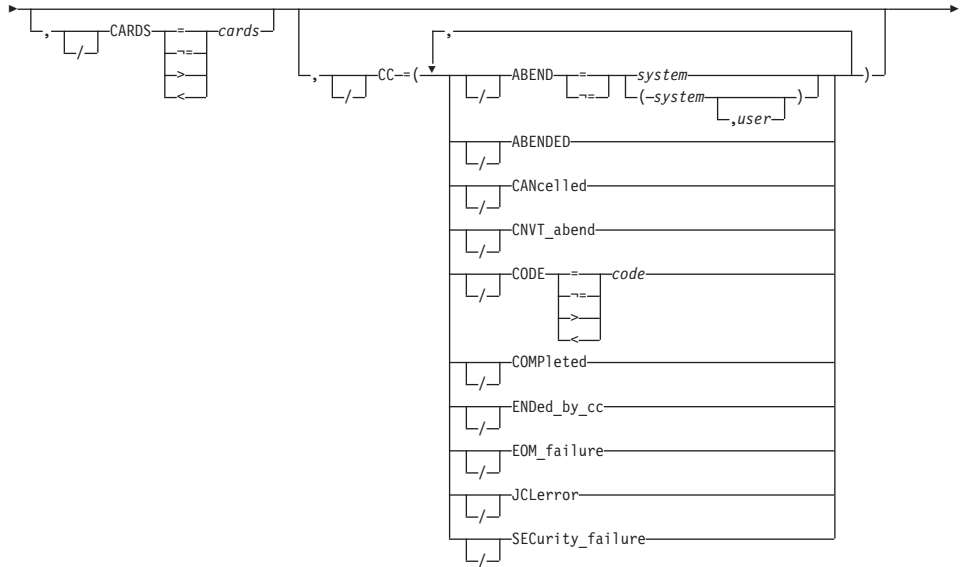 , / CARDS = cards
¬=
>
<
,
, / CC = ( / ABEND = system )
¬= ( system )
,user
/ ABENDED
/ CANcelled
/ CNVT_abend
/ CODE = code
¬=
>
<
/ COMPleted
/ ENDed_by_cc
/ EOM_failure
/ JCLerror
/ SECurity_failure